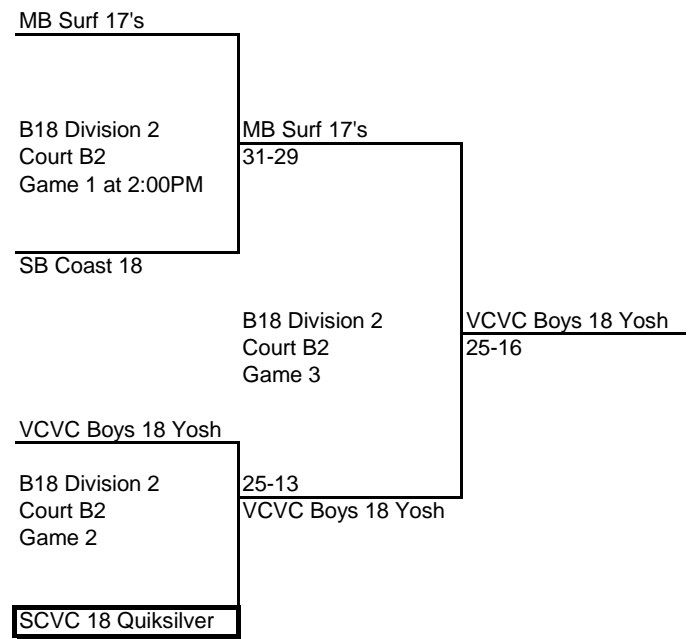 MB Surf 17's
B18 Division 2
Court B2
Game 1 at 2:00PM
MB Surf 17's
31-29
SB Coast 18
B18 Division 2
Court B2
Game 3
VCVC Boys 18 Yosh
25-16
VCVC Boys 18 Yosh
B18 Division 2
Court B2
Game 2
25-13
VCVC Boys 18 Yosh
SCVC 18 Quiksilver